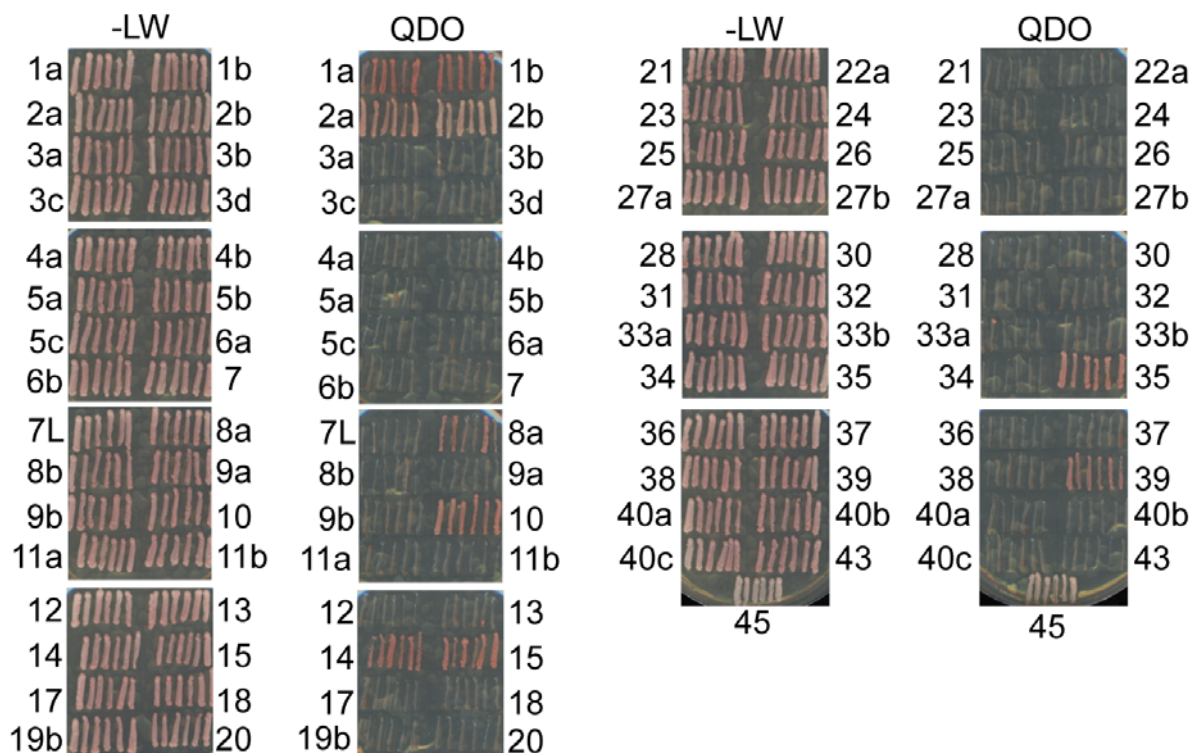 -LW QDO -LW QDO
1a 1b 1a 1b 21 22a 21 22a
2a 2b 2a 2b 23 24 23 24
3a 3b 3a 3b 25 26 25 26
3c 3d 3c 3d 27a 27b 27a 27b
4a 4b 4a 4b 28 30 28 30
5a 5b 5a 5b 31 32 31 32
5c 6a 5c 6a 33a 33b 33a 33b
6b 7 6b 7 34 35 34 35
7L 8a 7L 8a 36 37 36 37
8b 9a 8b 9a 38 39 38 39
9b 10 9b 10 40a 40b 40a 40b
11a 11b 11a 11b 40c 43 40c 43
12 13 12 13 45 45
14 15 14 15
17 18 17 18
19b 20 19b 20